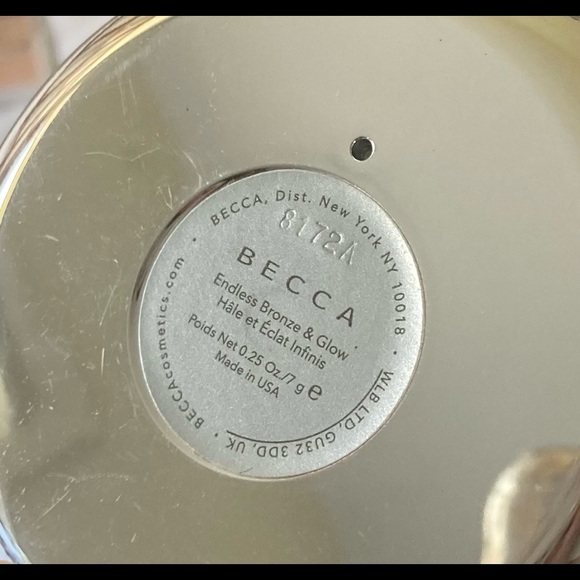 BECCA, Dist. New York NY 10018 · WLB LTD, GU32 3DD, UK · BECCAcosmetics.com ·
8172A
BECCA
Endless Bronze & Glow
Hâle et Éclat Infinis
Poids Net 0.25 Oz./7 g e
Made in USA